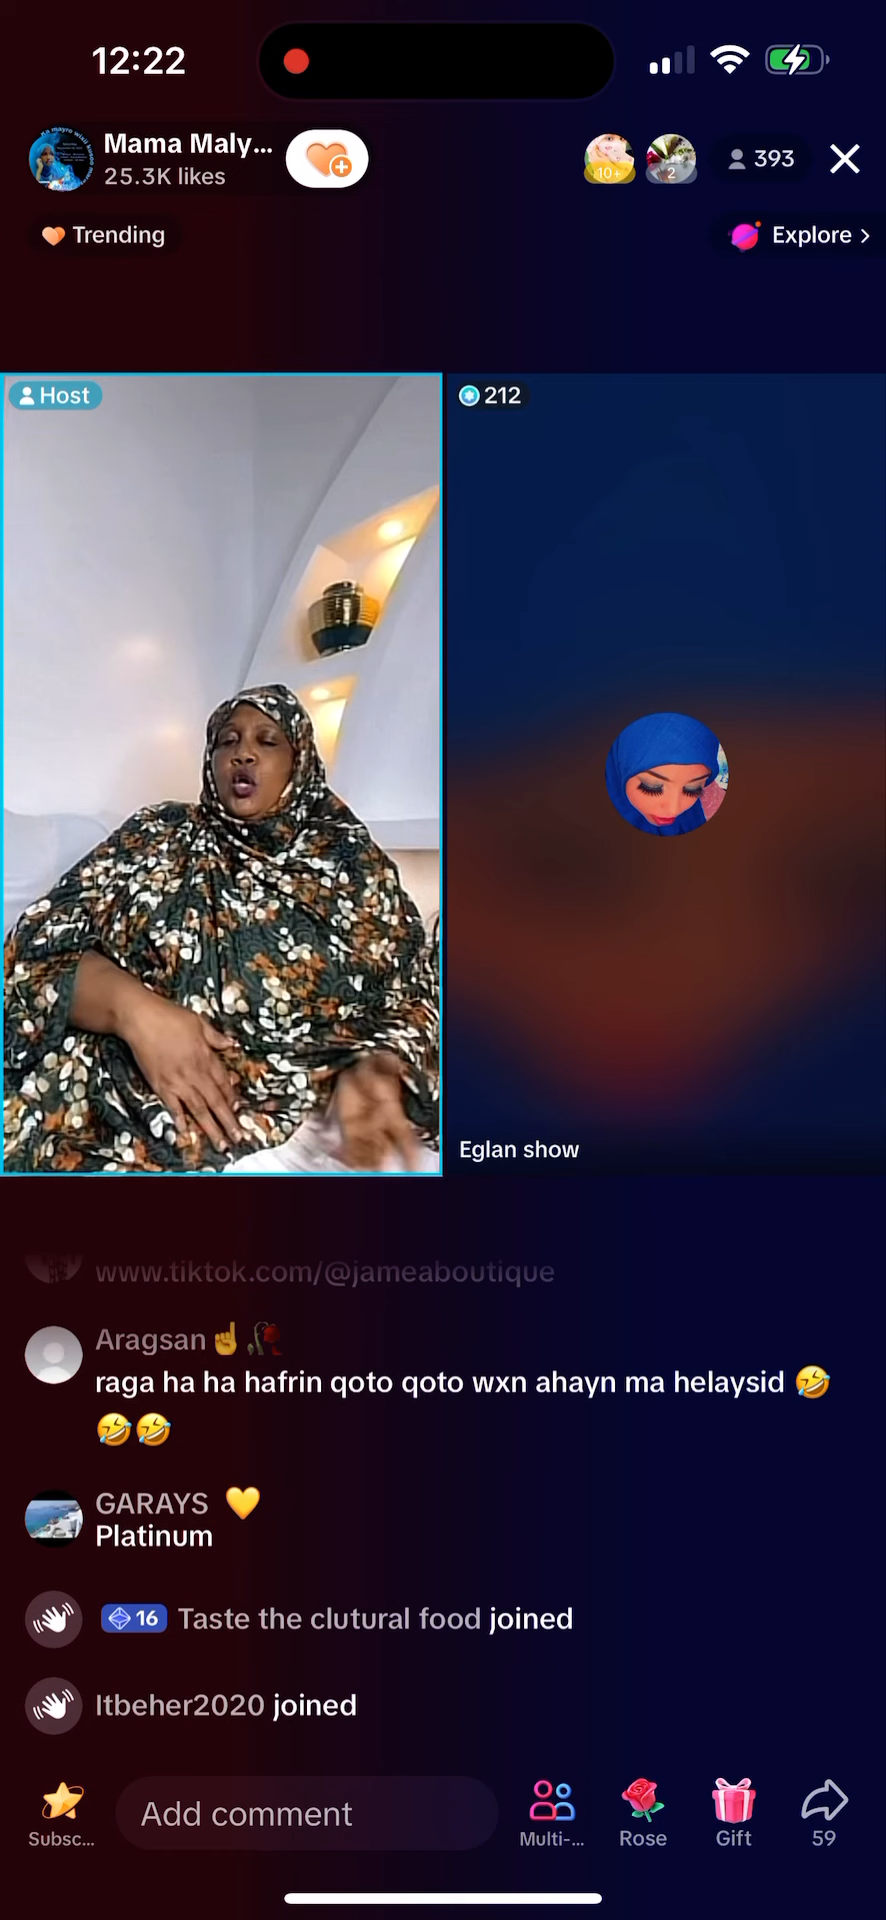 12:22
Mama Maly...
25.3K likes
10+
2
393
Trending
Explore >
Host
212
Eglan show
www.tiktok.com/@jameaboutique
Aragsan☝️🥀
raga ha ha hafrin qoto qoto wxn ahayn ma helaysid 🤣
🤣🤣
GARAYS 💛
Platinum
16 Taste the clutural food joined
ltbeher2020 joined
Subsc...
Add comment
Multi-...
Rose
Gift
59